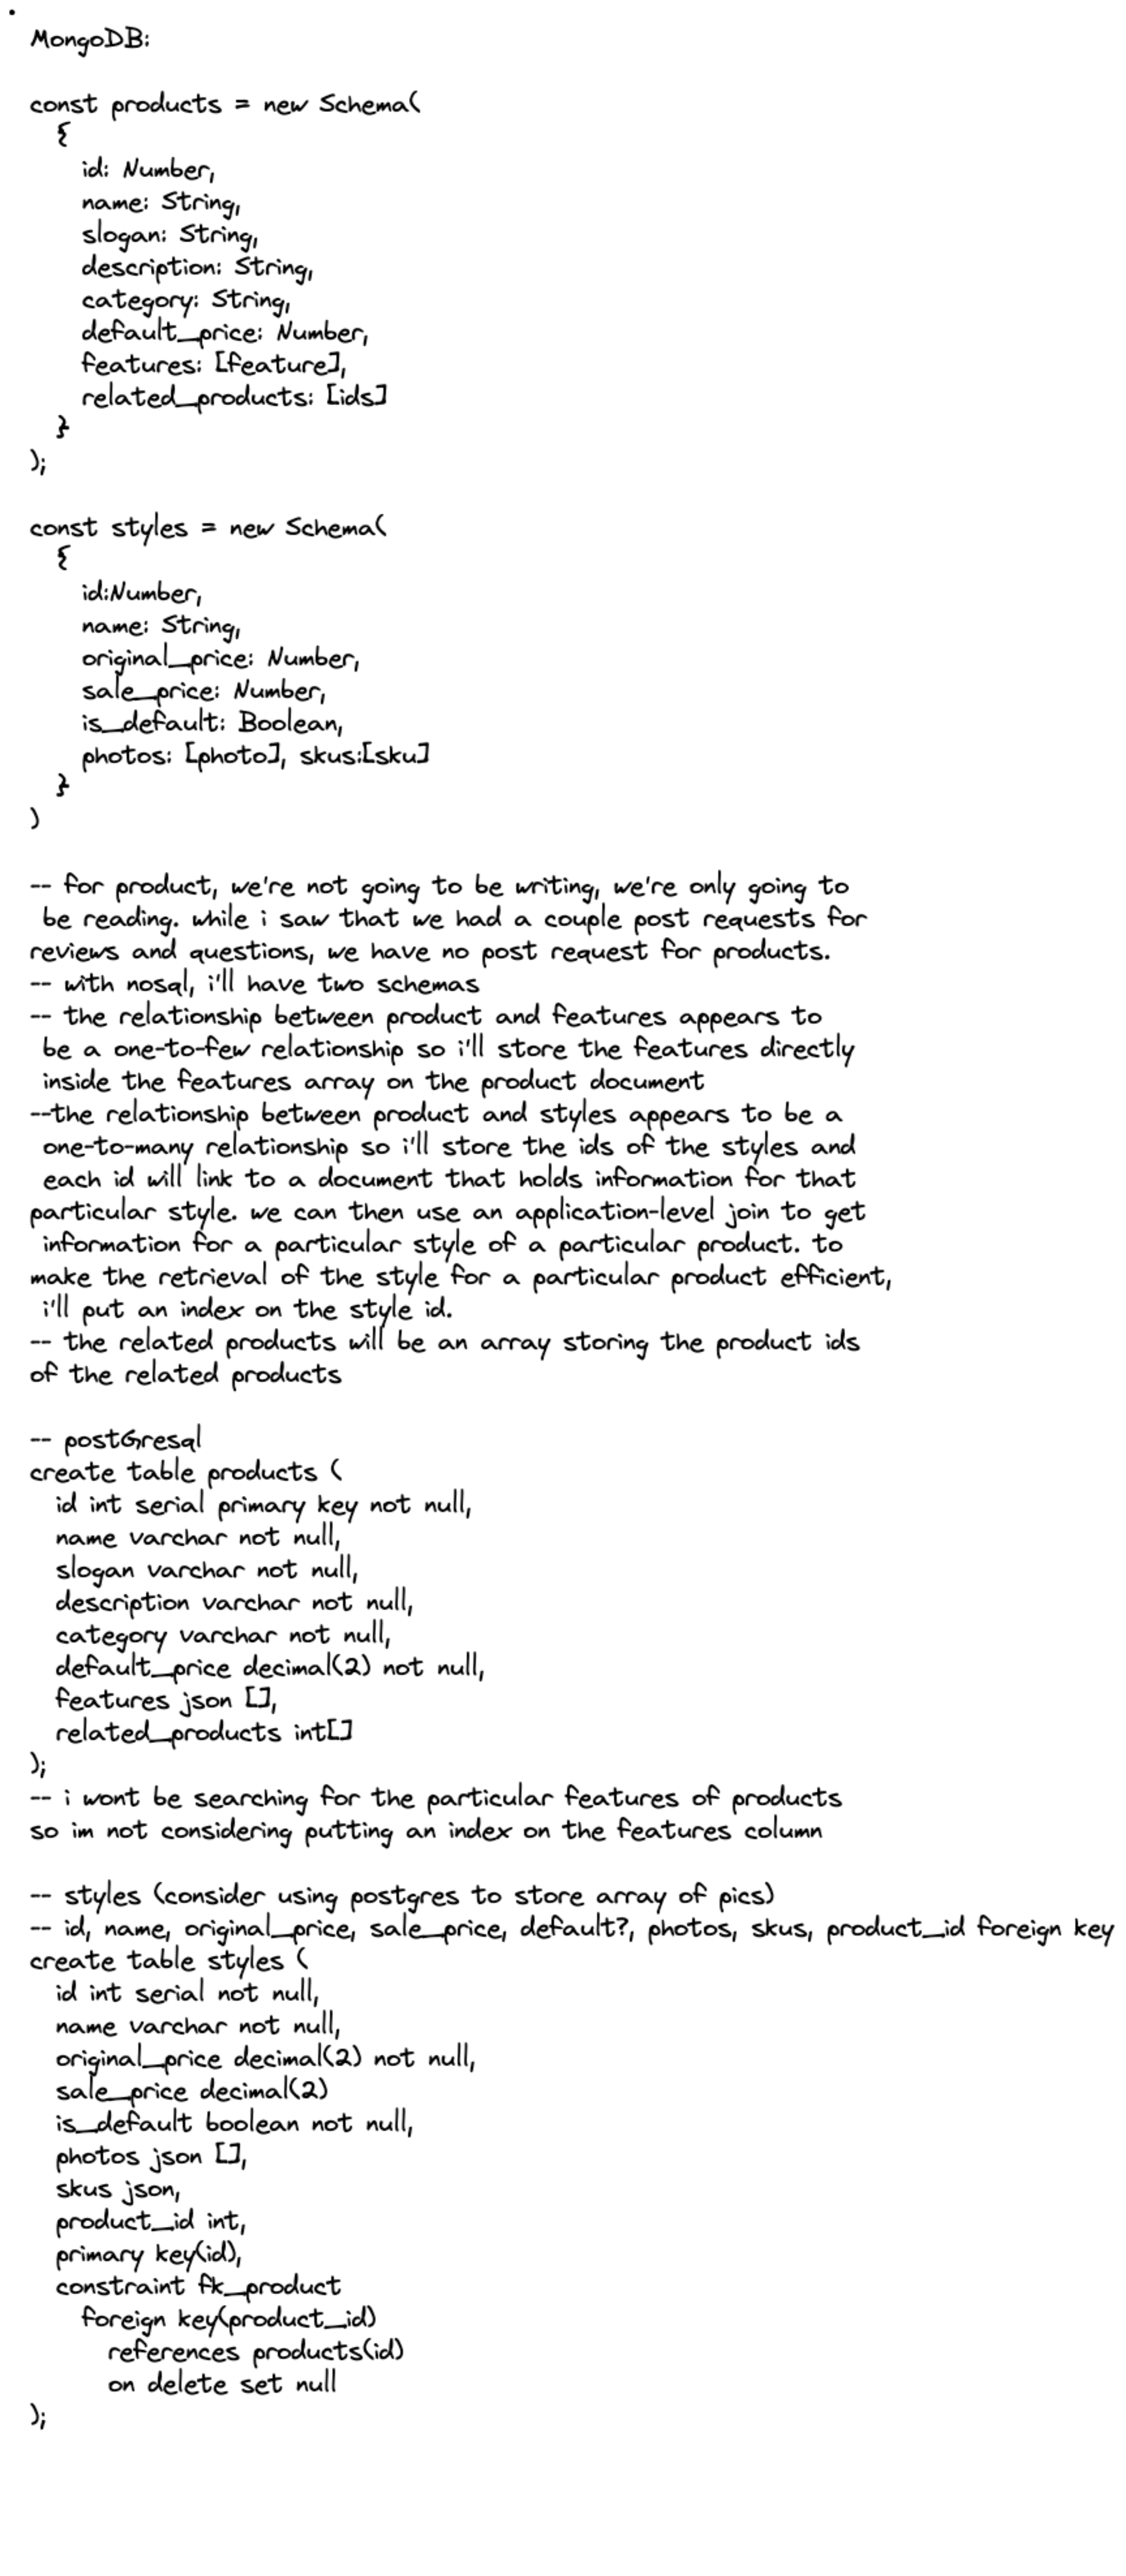 MongoDB:
const products = new Schema(
{
id: Number,
name: String,
slogan: String,
description: String,
category: String,
default_price: Number,
features: [feature],
related_products: [ids]
}
);
const styles = new Schema(
{
id:Number,
name: String,
original_price: Number,
sale_price: Number,
is_default: Boolean,
photos: [photo], skus:[sku]
}
)
-- for product, we're not going to be writing, we're only going to
be reading. while i saw that we had a couple post requests for
reviews and questions, we have no post request for products.
-- with nosql, i'll have two schemas
-- the relationship between product and features appears to
be a one-to-few relationship so i'll store the features directly
inside the features array on the product document
--the relationship between product and styles appears to be a
one-to-many relationship so i'll store the ids of the styles and
each id will link to a document that holds information for that
particular style. we can then use an application-level join to get
information for a particular style of a particular product. to
make the retrieval of the style for a particular product efficient,
i'll put an index on the style id.
-- the related products will be an array storing the product ids
of the related products
-- postGresql
create table products (
id int serial primary key not null,
name varchar not null,
slogan varchar not null,
description varchar not null,
category varchar not null,
default_price decimal(2) not null,
features json [],
related_products int[]
);
-- i wont be searching for the particular features of products
so im not considering putting an index on the features column
-- styles (consider using postgres to store array of pics)
-- id, name, original_price, sale_price, default?, photos, skus, product_id foreign key
create table styles (
id int serial not null,
name varchar not null,
original_price decimal(2) not null,
sale_price decimal(2)
is_default boolean not null,
photos json [],
skus json,
product_id int,
primary key(id),
constraint fk_product
foreign key(product_id)
references products(id)
on delete set null
);